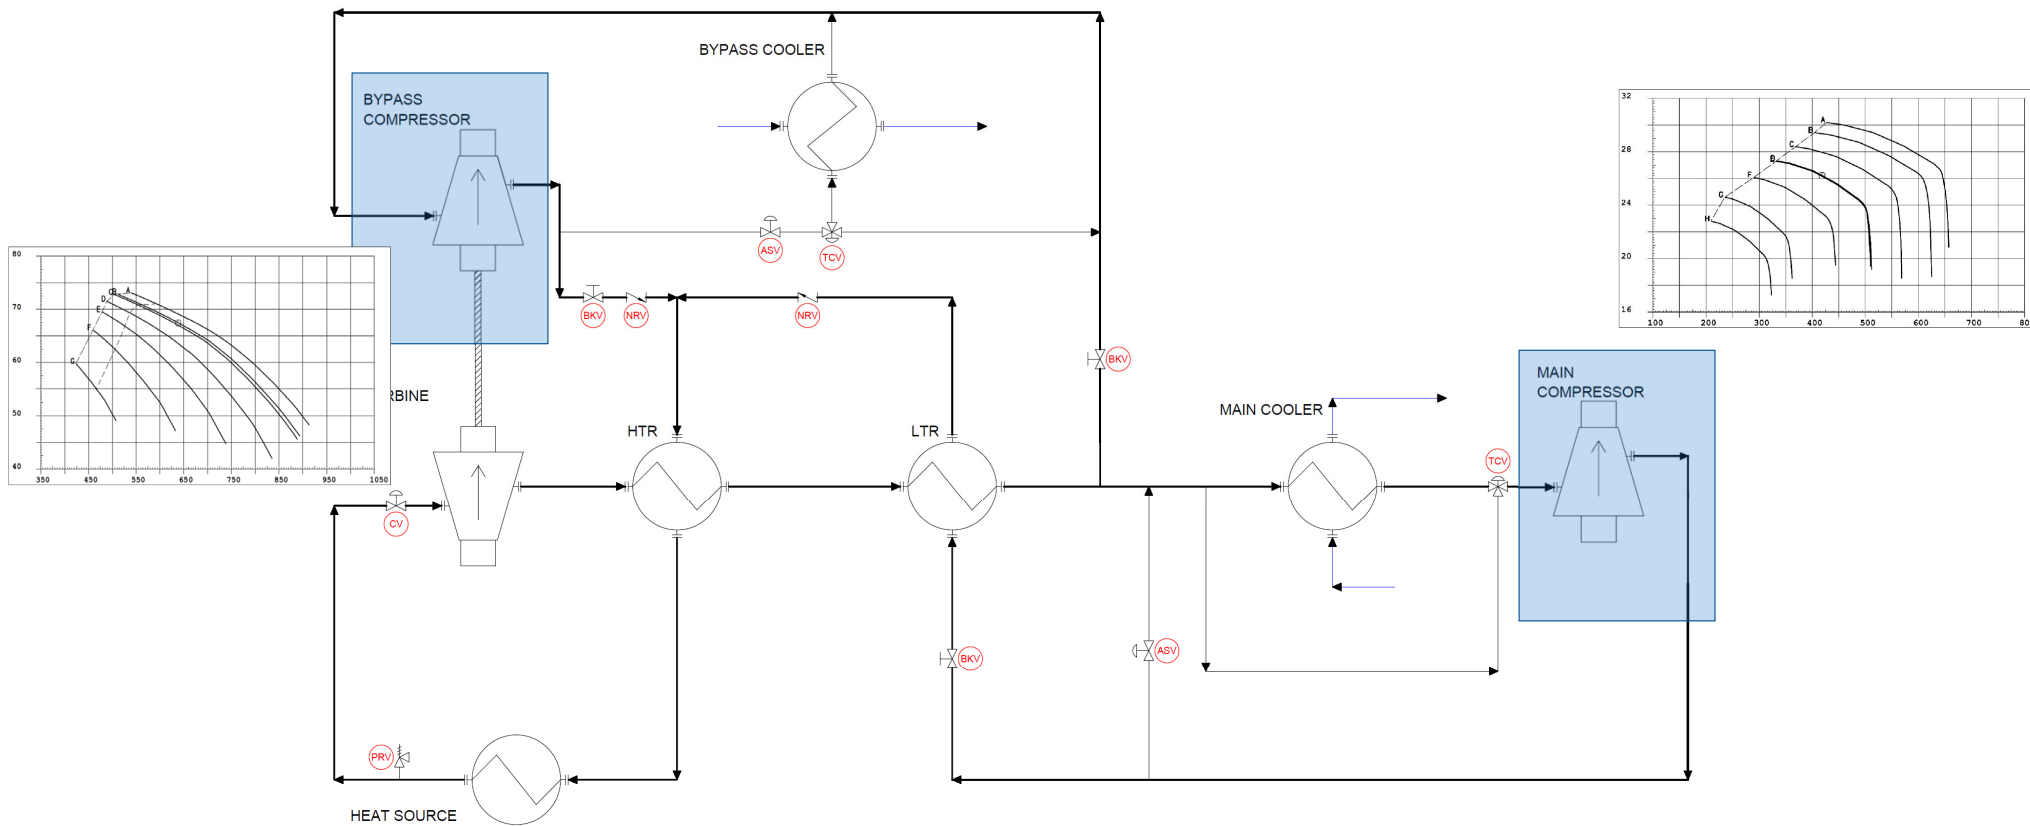 BYPASS COOLER
BYPASS
COMPRESSOR
ASV
TCV
BKV
NRV
NRV
BKV
RBINE
HTR
LTR
MAIN COOLER
MAIN
COMPRESSOR
TCV
CV
BKV
ASV
PRV
HEAT SOURCE
80
70
60
50
40
350
450
550
650
750
850
950
1050
A
B
C
D
E
F
G
32
28
24
20
16
100
200
300
400
500
600
700
80
A
B
C
D
F
G
H